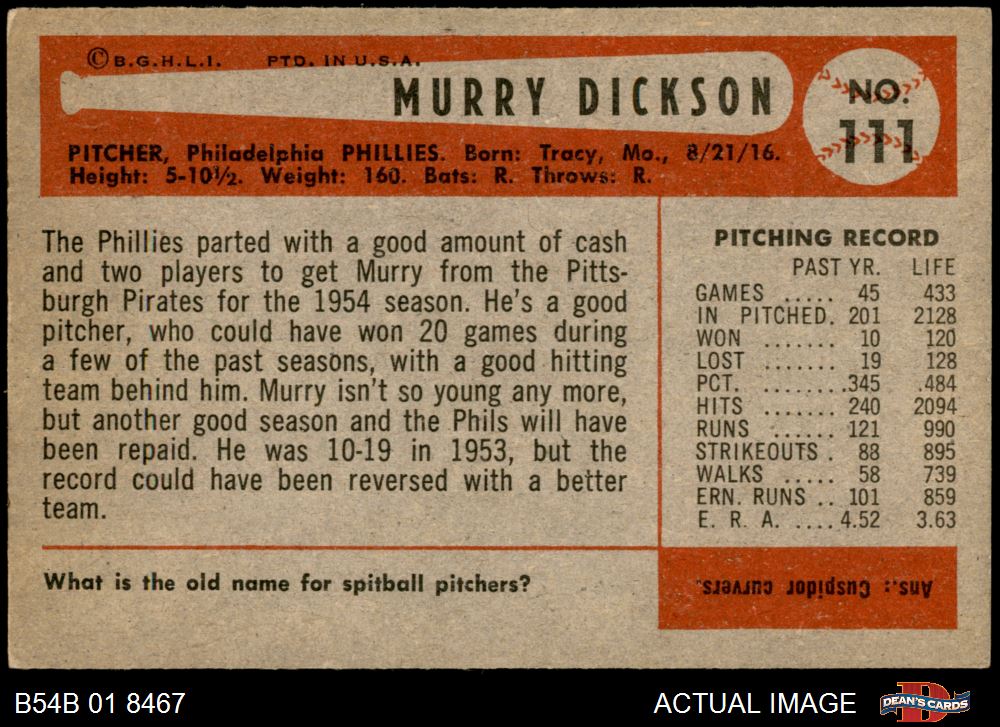 ©B.G.H.L.I. PTD. IN U.S.A.
MURRY DICKSON
NO.
111
PITCHER, Philadelphia PHILLIES. Born: Tracy, Mo., 8/21/16.
Height: 5-10½. Weight: 160. Bats: R. Throws: R.
The Phillies parted with a good amount of cash
and two players to get Murry from the Pitts-
burgh Pirates for the 1954 season. He's a good
pitcher, who could have won 20 games during
a few of the past seasons, with a good hitting
team behind him. Murry isn't so young any more,
but another good season and the Phils will have
been repaid. He was 10-19 in 1953, but the
record could have been reversed with a better
team.
PITCHING RECORD
PAST YR. LIFE
GAMES ..... 45 433
IN PITCHED. 201 2128
WON ....... 10 120
LOST ....... 19 128
PCT. ........345 .484
HITS ....... 240 2094
RUNS ...... 121 990
STRIKEOUTS . 88 895
WALKS ..... 58 739
ERN. RUNS .. 101 859
E. R. A. ....4.52 3.63
What is the old name for spitball pitchers?
Ans.: Cuspidor curvers.
B54B 01 8467
ACTUAL IMAGE
DEAN'S CARDS